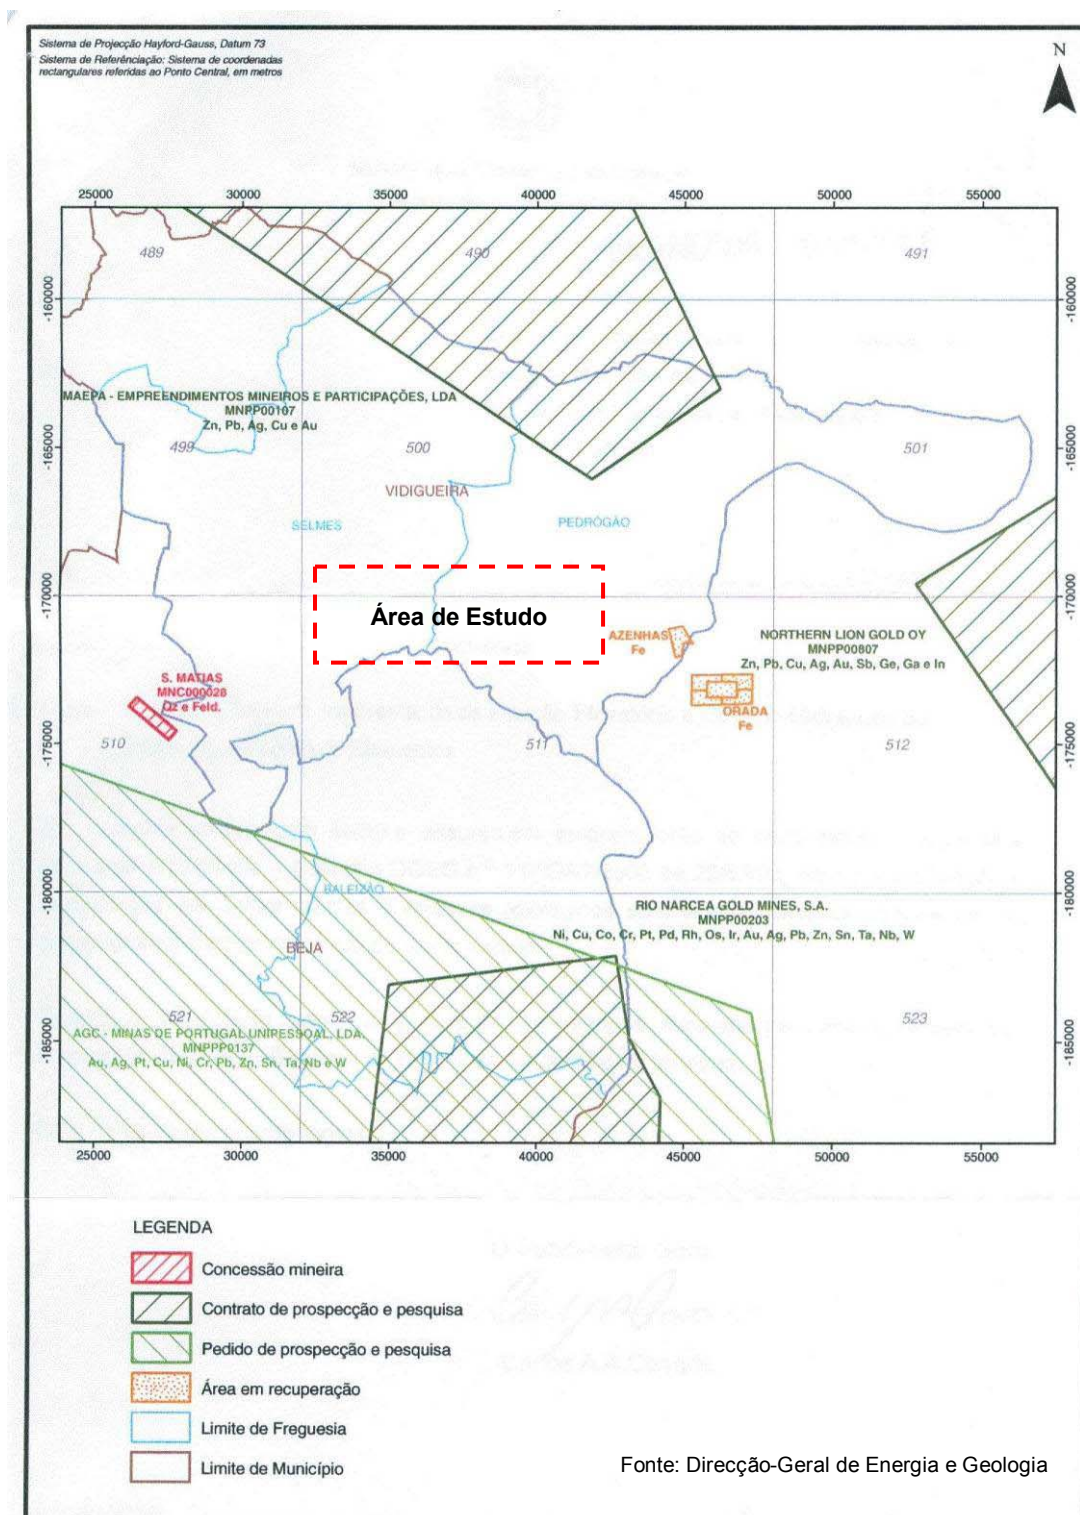 Sistema de Projecção Hayford-Gauss, Datum 73
Sistema de Referênciação: Sistema de coordenadas
rectangulares referidas ao Ponto Central, em metros
N
25000 30000 35000 40000 45000 50000 55000
489 490 491
-160000 -160000
MAEPA - EMPREENDIMENTOS MINEIROS E PARTICIPAÇÕES, LDA
MNPP00107
Zn, Pb, Ag, Cu e Au
499 500 501
-165000 -165000
VIDIGUEIRA
SELMES PEDRÓGÃO
-170000 -170000
Área de Estudo
AZENHAS
Fe
NORTHERN LION GOLD OY
MNPP00807
Zn, Pb, Cu, Ag, Au, Sb, Ge, Ga e In
S. MATIAS
MNC000028
Qz e Feld.
ORADA
Fe
510 511 512
-175000 -175000
BALEIZÃO
-180000 -180000
RIO NARCEA GOLD MINES, S.A.
MNPP00203
Ni, Cu, Co, Cr, Pt, Pd, Rh, Os, Ir, Au, Ag, Pb, Zn, Sn, Ta, Nb, W
BEJA
521 522 523
AGC - MINAS DE PORTUGAL UNIPESSOAL, LDA.
MNPPP0137
Au, Ag, Pt, Cu, Ni, Cr, Pb, Zn, Sn, Ta, Nb e W
-185000 -185000
25000 30000 35000 40000 45000 50000 55000
LEGENDA
Concessão mineira
Contrato de prospecção e pesquisa
Pedido de prospecção e pesquisa
Área em recuperação
Limite de Freguesia
Limite de Município
Fonte: Direcção-Geral de Energia e Geologia